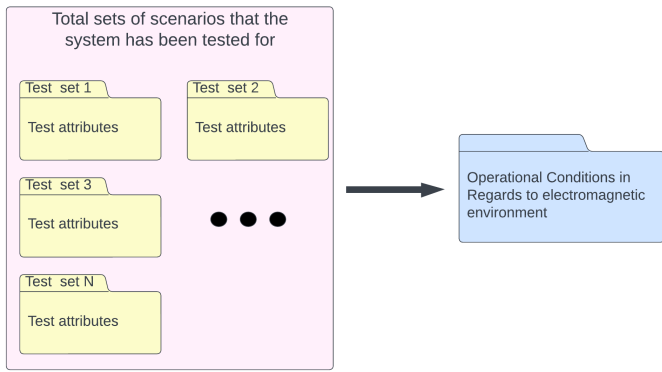 Total sets of scenarios that the
system has been tested for
Test set 1
Test attributes
Test set 2
Test attributes
Test set 3
Test attributes
Test set N
Test attributes
Operational Conditions in
Regards to electromagnetic
environment